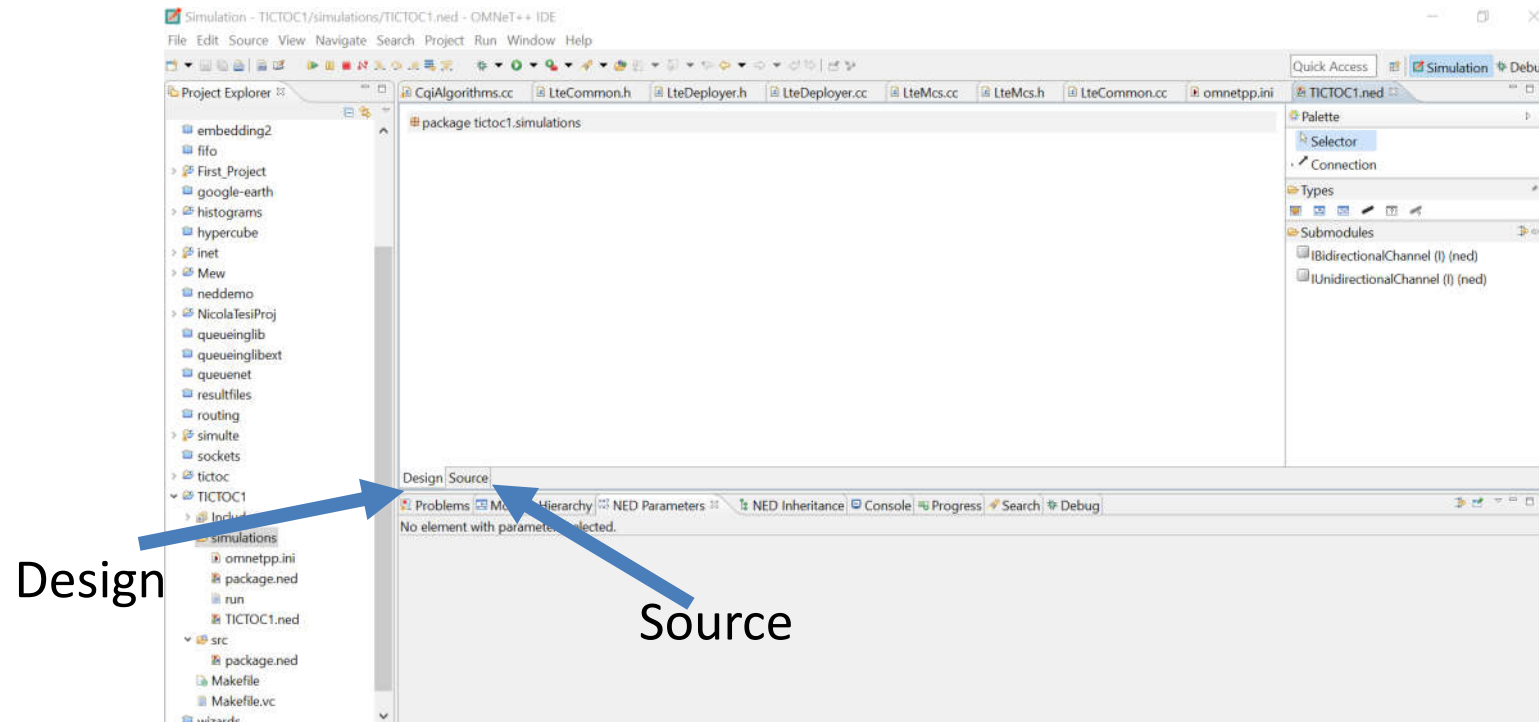 Simulation - TICTOC1/simulations/TICTOC1.ned - OMNeT++ IDE
File Edit Source View Navigate Search Project Run Window Help
Quick Access Simulation Debu
Project Explorer
CqiAlgorithms.cc LteCommon.h LteDeployer.h LteDeployer.cc LteMcs.cc LteMcs.h LteCommon.cc omnetpp.ini TICTOC1.ned
embedding2
fifo
First_Project
google-earth
histograms
hypercube
inet
Mew
neddemo
NicolaTesiProj
queueinglib
queueinglibext
queuenet
resultfiles
routing
simulte
sockets
tictoc
TICTOC1
Includ
simulations
omnetpp.ini
package.ned
run
TICTOC1.ned
src
package.ned
Makefile
Makefile.vc
wizards
package tictoc1.simulations
Palette
Selector
Connection
Types
Submodules
IBidirectionalChannel (I) (ned)
IUnidirectionalChannel (I) (ned)
Design Source
Problems Mo Hierarchy NED Parameters NED Inheritance Console Progress Search Debug
No element with parameters selected.
Design
Source